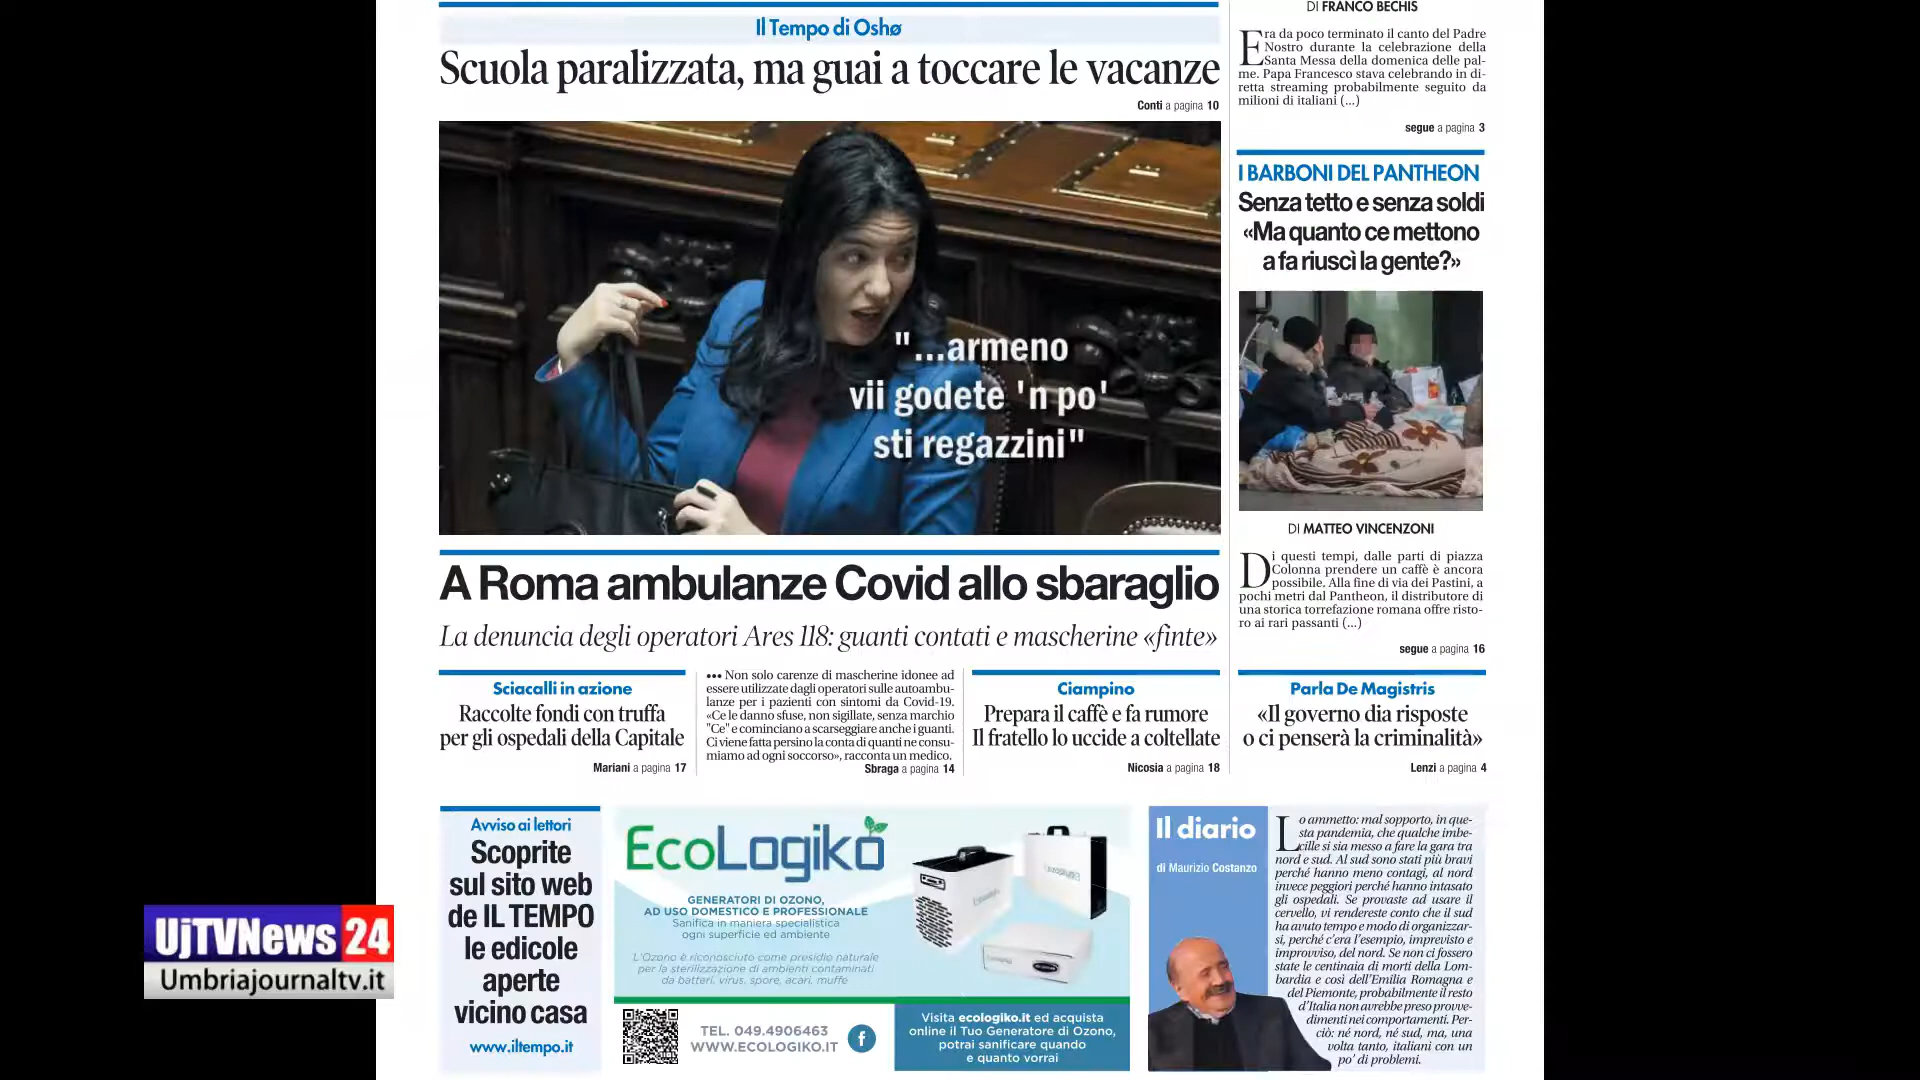 Il Tempo di Oshø
Scuola paralizzata, ma guai a toccare le vacanze
Conti a pagina 10
"...armeno
vii godete 'n po'
sti regazzini"
DI FRANCO BECHIS
Era da poco terminato il canto del Padre
Nostro durante la celebrazione della
Santa Messa della domenica delle pal-
me. Papa Francesco stava celebrando in di-
retta streaming probabilmente seguito da
milioni di italiani (...)
segue a pagina 3
I BARBONI DEL PANTHEON
Senza tetto e senza soldi
«Ma quanto ce mettono
a fa riuscì la gente?»
DI MATTEO VINCENZONI
Di questi tempi, dalle parti di piazza
Colonna prendere un caffè è ancora
possibile. Alla fine di via dei Pastini, a
pochi metri dal Pantheon, il distributore di
una storica torrefazione romana offre risto-
ro ai rari passanti (...)
segue a pagina 16
A Roma ambulanze Covid allo sbaraglio
La denuncia degli operatori Ares 118: guanti contati e mascherine «finte»
Sciacalli in azione
Raccolte fondi con truffa
per gli ospedali della Capitale
Mariani a pagina 17
••• Non solo carenze di mascherine idonee ad
essere utilizzate dagli operatori sulle autoambu-
lanze per i pazienti con sintomi da Covid-19.
«Ce le danno sfuse, non sigillate, senza marchio
"Ce" e cominciano a scarseggiare anche i guanti.
Ci viene fatta persino la conta di quanti ne consu-
miamo ad ogni soccorso», racconta un medico.
Sbraga a pagina 14
Ciampino
Prepara il caffè e fa rumore
Il fratello lo uccide a coltellate
Nicosia a pagina 18
Parla De Magistris
«Il governo dia risposte
o ci penserà la criminalità»
Lenzi a pagina 4
Avviso ai lettori
Scoprite
sul sito web
de IL TEMPO
le edicole
aperte
vicino casa
www.iltempo.it
EcoLogiko
GENERATORI DI OZONO,
AD USO DOMESTICO E PROFESSIONALE
Sanifica in maniera specialistica
ogni superficie ed ambiente
L'Ozono è riconosciuto come presidio naturale
per la sterilizzazione di ambienti contaminati
da batteri, virus, spore, acari, muffe
TEL. 049.4906463
WWW.ECOLOGIKO.IT
Visita ecologiko.it ed acquista
online il Tuo Generatore di Ozono,
potrai sanificare quando
e quanto vorrai
Il diario
di Maurizio Costanzo
Lo ammetto: mal sopporto, in que-
sta pandemia, che qualche imbe-
cille si sia messo a fare la gara tra
nord e sud. Al sud sono stati più bravi
perché hanno meno contagi, al nord
invece peggiori perché hanno intasato
gli ospedali. Se provaste ad usare il
cervello, vi rendereste conto che il sud
ha avuto tempo e modo di organizzar-
si, perché c'era l'esempio, imprevisto e
improvviso, del nord. Se non ci fossero
state le centinaia di morti della Lom-
bardia e così dell'Emilia Romagna e
del Piemonte, probabilmente il resto
d'Italia non avrebbe preso provve-
dimenti nei comportamenti. Per-
ciò: né nord, né sud, ma, una
volta tanto, italiani con un
po' di problemi.
UjTVNews 24
Umbriajournaltv.it